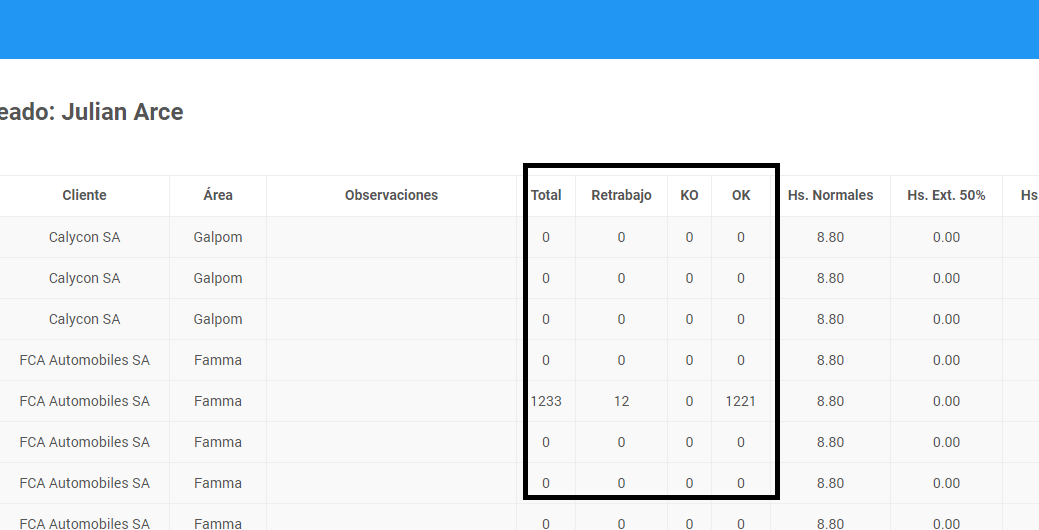 eado: Julian Arce
Cliente Área Observaciones Total Retrabajo KO OK Hs. Normales Hs. Ext. 50% Hs.
Calycon SA Galpom 0 0 0 0 8.80 0.00
Calycon SA Galpom 0 0 0 0 8.80 0.00
Calycon SA Galpom 0 0 0 0 8.80 0.00
FCA Automobiles SA Famma 0 0 0 0 8.80 0.00
FCA Automobiles SA Famma 1233 12 0 1221 8.80 0.00
FCA Automobiles SA Famma 0 0 0 0 8.80 0.00
FCA Automobiles SA Famma 0 0 0 0 8.80 0.00
FCA Automobiles SA Famma 0 0 0 0 8.80 0.00